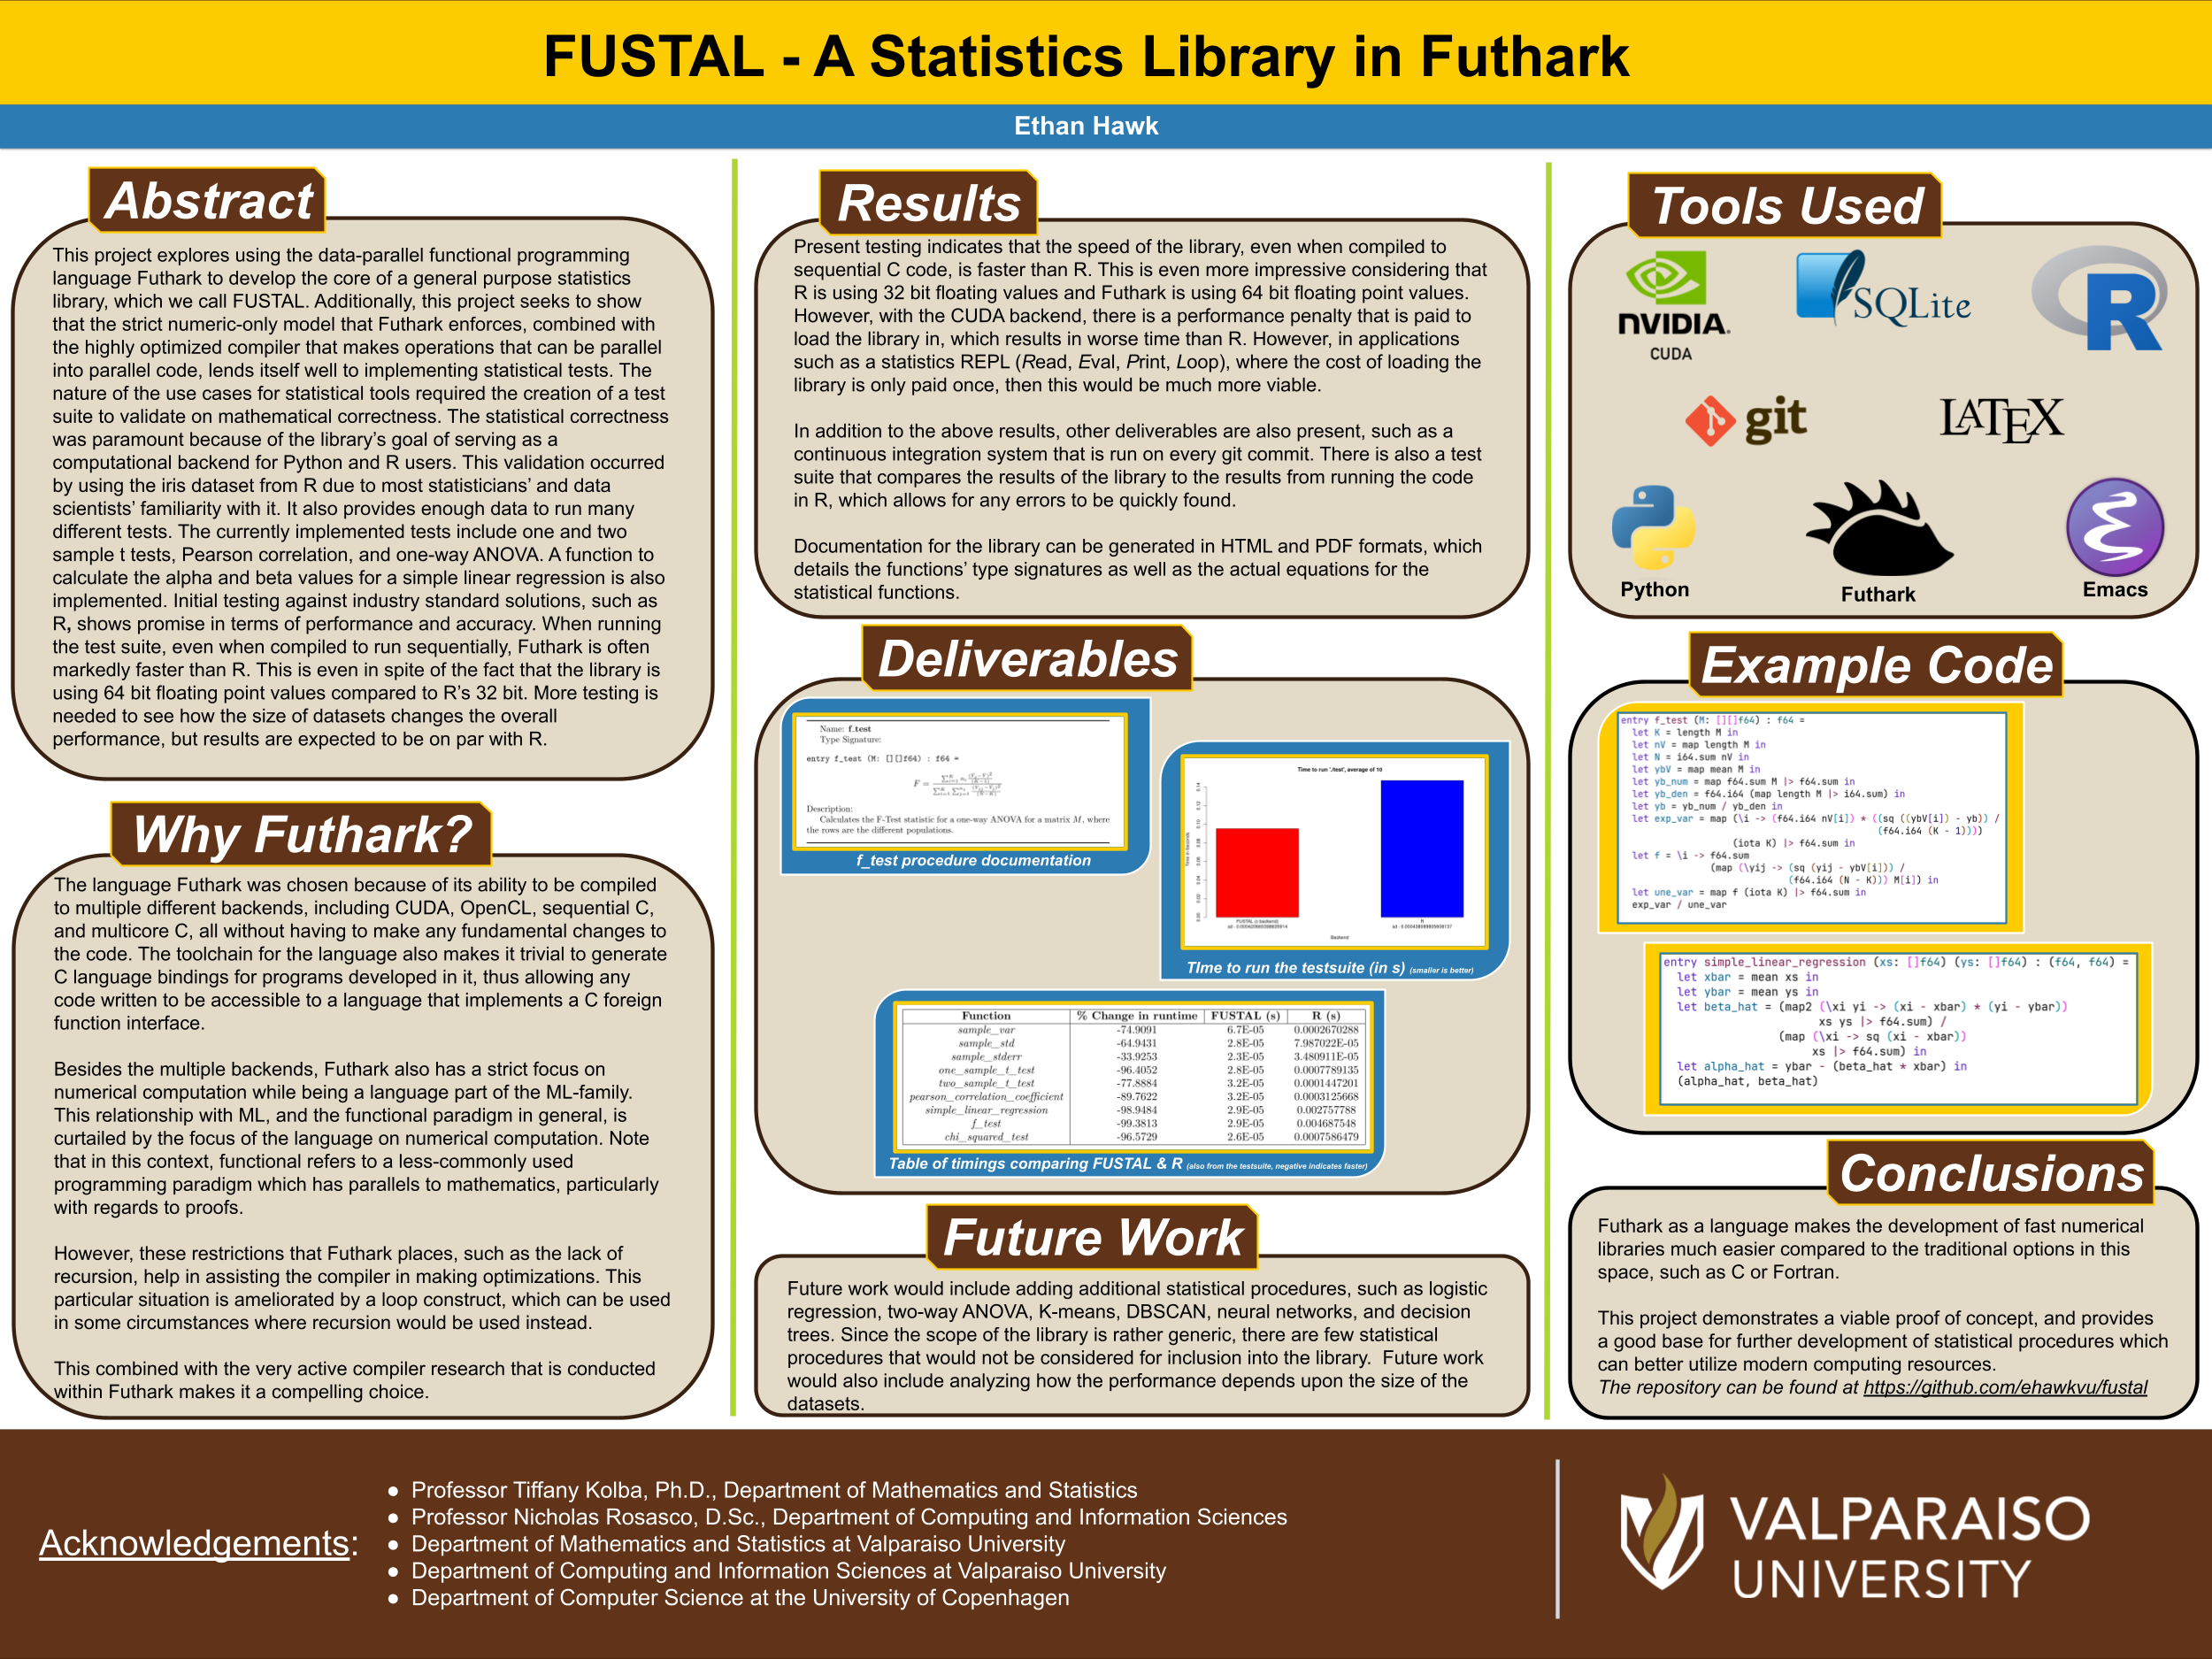 FUSTAL - A Statistics Library in Futhark
Ethan Hawk
Abstract
This project explores using the data-parallel functional programming
language Futhark to develop the core of a general purpose statistics
library, which we call FUSTAL. Additionally, this project seeks to show
that the strict numeric-only model that Futhark enforces, combined with
the highly optimized compiler that makes operations that can be parallel
into parallel code, lends itself well to implementing statistical tests. The
nature of the use cases for statistical tools required the creation of a test
suite to validate on mathematical correctness. The statistical correctness
was paramount because of the library's goal of serving as a
computational backend for Python and R users. This validation occurred
by using the iris dataset from R due to most statisticians' and data
scientists' familiarity with it. It also provides enough data to run many
different tests. The currently implemented tests include one and two
sample t tests, Pearson correlation, and one-way ANOVA. A function to
calculate the alpha and beta values for a simple linear regression is also
implemented. Initial testing against industry standard solutions, such as
R, shows promise in terms of performance and accuracy. When running
the test suite, even when compiled to run sequentially, Futhark is often
markedly faster than R. This is even in spite of the fact that the library is
using 64 bit floating point values compared to R's 32 bit. More testing is
needed to see how the size of datasets changes the overall
performance, but results are expected to be on par with R.
Why Futhark?
The language Futhark was chosen because of its ability to be compiled
to multiple different backends, including CUDA, OpenCL, sequential C,
and multicore C, all without having to make any fundamental changes to
the code. The toolchain for the language also makes it trivial to generate
C language bindings for programs developed in it, thus allowing any
code written to be accessible to a language that implements a C foreign
function interface.
Besides the multiple backends, Futhark also has a strict focus on
numerical computation while being a language part of the ML-family.
This relationship with ML, and the functional paradigm in general, is
curtailed by the focus of the language on numerical computation. Note
that in this context, functional refers to a less-commonly used
programming paradigm which has parallels to mathematics, particularly
with regards to proofs.
However, these restrictions that Futhark places, such as the lack of
recursion, help in assisting the compiler in making optimizations. This
particular situation is ameliorated by a loop construct, which can be used
in some circumstances where recursion would be used instead.
This combined with the very active compiler research that is conducted
within Futhark makes it a compelling choice.
Results
Present testing indicates that the speed of the library, even when compiled to
sequential C code, is faster than R. This is even more impressive considering that
R is using 32 bit floating values and Futhark is using 64 bit floating point values.
However, with the CUDA backend, there is a performance penalty that is paid to
load the library in, which results in worse time than R. However, in applications
such as a statistics REPL (Read, Eval, Print, Loop), where the cost of loading the
library is only paid once, then this would be much more viable.
In addition to the above results, other deliverables are also present, such as a
continuous integration system that is run on every git commit. There is also a test
suite that compares the results of the library to the results from running the code
in R, which allows for any errors to be quickly found.
Documentation for the library can be generated in HTML and PDF formats, which
details the functions' type signatures as well as the actual equations for the
statistical functions.
Deliverables
Name: f_test
Type Signature:
entry f_test (M: [][]f64) : f64 =
Description:
Calculates the F-Test statistic for a one-way ANOVA for a matrix M, where
the rows are the different populations.
f_test procedure documentation
Time to run './test', average of 10
Time in Seconds
0.14
0.12
0.10
0.08
0.06
0.04
0.02
0.00
FUSTAL (c backend)
R
Backend
TIme to run the testsuite (in s) (smaller is better)
Function % Change in runtime FUSTAL (s) R (s)
sample_var -74.9091 6.7E-05 0.0002670288
sample_std -64.9431 2.8E-05 7.987022E-05
sample_stderr -33.9253 2.3E-05 3.480911E-05
one_sample_t_test -96.4052 2.8E-05 0.0007789135
two_sample_t_test -77.8884 3.2E-05 0.0001447201
pearson_correlation_coefficient -89.7622 3.2E-05 0.0003125668
simple_linear_regression -98.9484 2.9E-05 0.002757788
f_test -99.3813 2.9E-05 0.004687548
chi_squared_test -96.5729 2.6E-05 0.0007586479
Table of timings comparing FUSTAL & R (also from the testsuite, negative indicates faster)
Future Work
Future work would include adding additional statistical procedures, such as logistic
regression, two-way ANOVA, K-means, DBSCAN, neural networks, and decision
trees. Since the scope of the library is rather generic, there are few statistical
procedures that would not be considered for inclusion into the library.  Future work
would also include analyzing how the performance depends upon the size of the
datasets.
Tools Used
NVIDIA.
CUDA
SQLite
R
git
LATEX
Python
Futhark
Emacs
Example Code
entry f_test (M: [][]f64) : f64 =
let K = length M in
let nV = map length M in
let N = i64.sum nV in
let ybV = map mean M in
let yb_num = map f64.sum M |> f64.sum in
let yb_den = f64.i64 (map length M |> i64.sum) in
let yb = yb_num / yb_den in
let exp_var = map (\i -> (f64.i64 nV[i]) * ((sq ((ybV[i]) - yb)) /
(f64.i64 (K - 1))))
(iota K) |> f64.sum in
let f = \i -> f64.sum
(map (\yij -> (sq (yij - ybV[i])) /
(f64.i64 (N - K))) M[i]) in
let une_var = map f (iota K) |> f64.sum in
exp_var / une_var
entry simple_linear_regression (xs: []f64) (ys: []f64) : (f64, f64) =
let xbar = mean xs in
let ybar = mean ys in
let beta_hat = (map2 (\xi yi -> (xi - xbar) * (yi - ybar))
xs ys |> f64.sum) /
(map (\xi -> sq (xi - xbar))
xs |> f64.sum) in
let alpha_hat = ybar - (beta_hat * xbar) in
(alpha_hat, beta_hat)
Conclusions
Futhark as a language makes the development of fast numerical
libraries much easier compared to the traditional options in this
space, such as C or Fortran.
This project demonstrates a viable proof of concept, and provides
a good base for further development of statistical procedures which
can better utilize modern computing resources.
The repository can be found at https://github.com/ehawkvu/fustal
Acknowledgements:
● Professor Tiffany Kolba, Ph.D., Department of Mathematics and Statistics
● Professor Nicholas Rosasco, D.Sc., Department of Computing and Information Sciences
● Department of Mathematics and Statistics at Valparaiso University
● Department of Computing and Information Sciences at Valparaiso University
● Department of Computer Science at the University of Copenhagen
VALPARAISO
UNIVERSITY